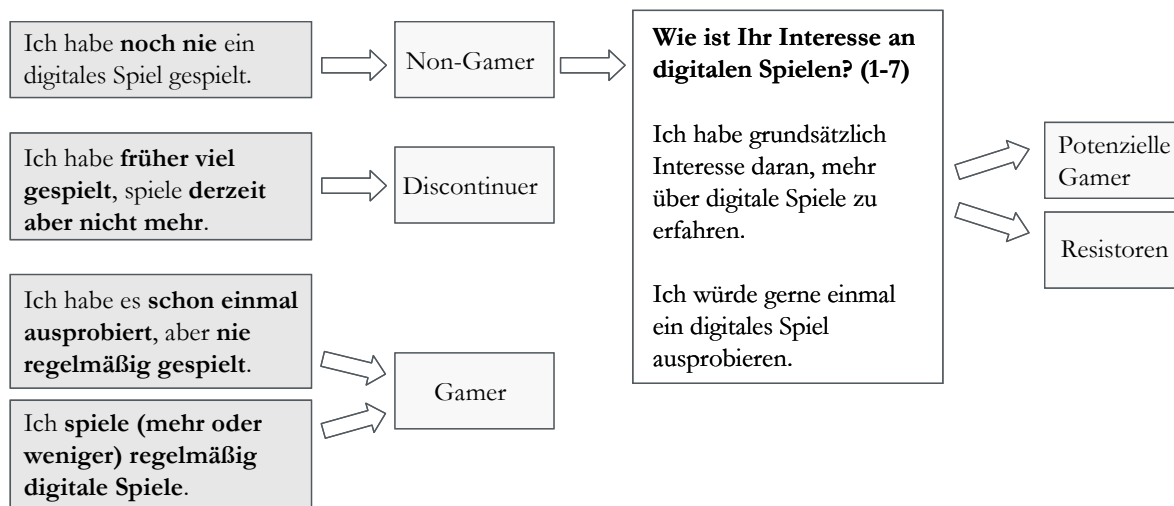 Ich habe noch nie ein
digitales Spiel gespielt.
Non-Gamer
Ich habe früher viel
gespielt, spiele derzeit
aber nicht mehr.
Discontinuer
Ich habe es schon einmal
ausprobiert, aber nie
regelmäßig gespielt.
Ich spiele (mehr oder
weniger) regelmäßig
digitale Spiele.
Gamer
Wie ist Ihr Interesse an
digitalen Spielen? (1-7)
Ich habe grundsätzlich
Interesse daran, mehr
über digitale Spiele zu
erfahren.
Ich würde gerne einmal
ein digitales Spiel
ausprobieren.
Potenzielle
Gamer
Resistoren